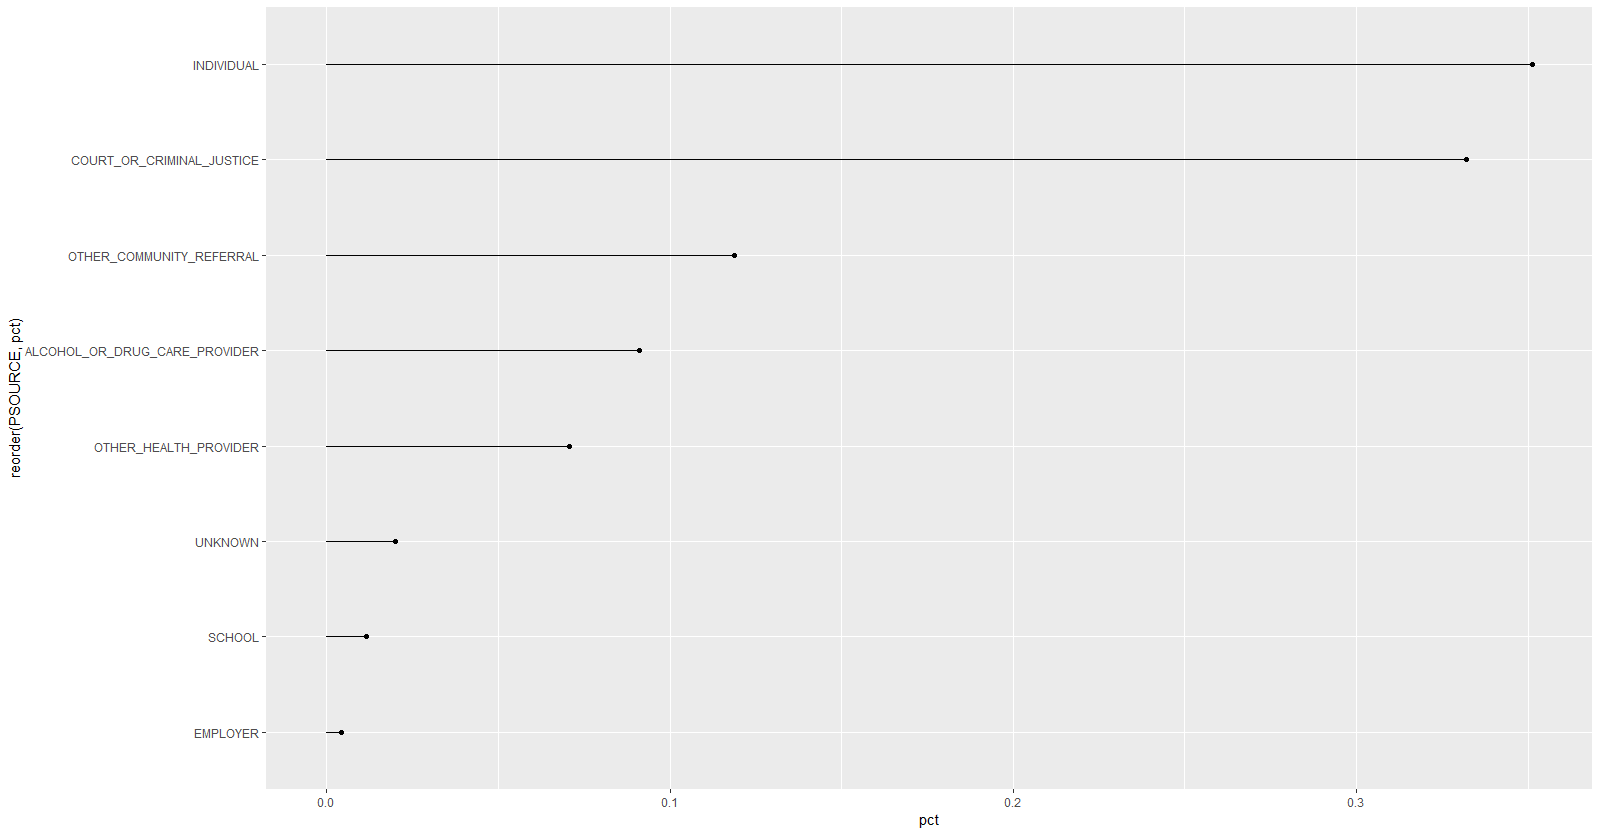 INDIVIDUAL
COURT_OR_CRIMINAL_JUSTICE
OTHER_COMMUNITY_REFERRAL
ALCOHOL_OR_DRUG_CARE_PROVIDER
OTHER_HEALTH_PROVIDER
UNKNOWN
SCHOOL
EMPLOYER
reorder(PSOURCE, pct)
0.0 0.1 0.2 0.3
pct